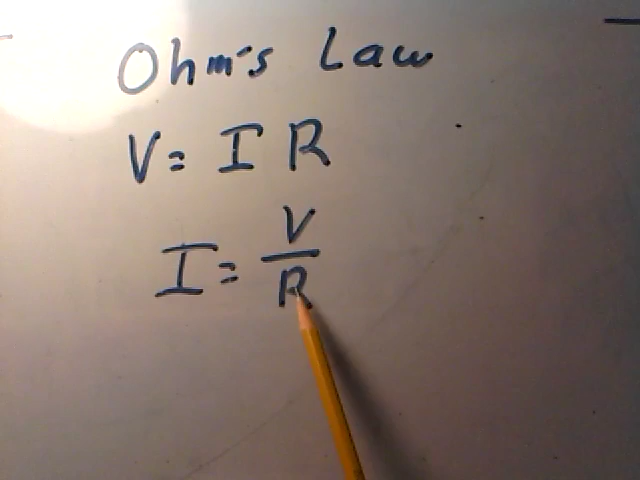 Ohm's Law
V = I R
I = V/R